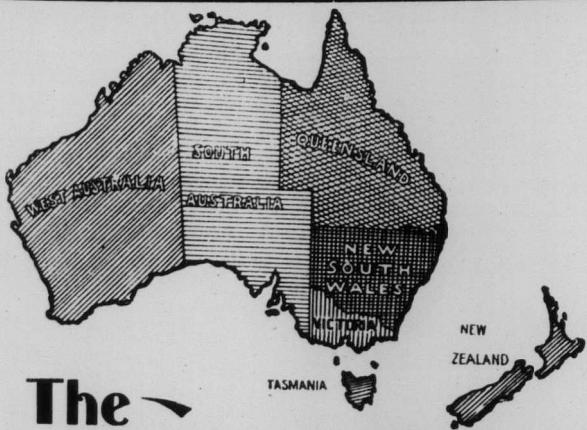 QUEENSLAND
SOUTH
WEST AUSTRALIA
AUSTRALIA
NEW
SOUTH
WALES
VICTORIA
NEW
ZEALAND
TASMANIA
The